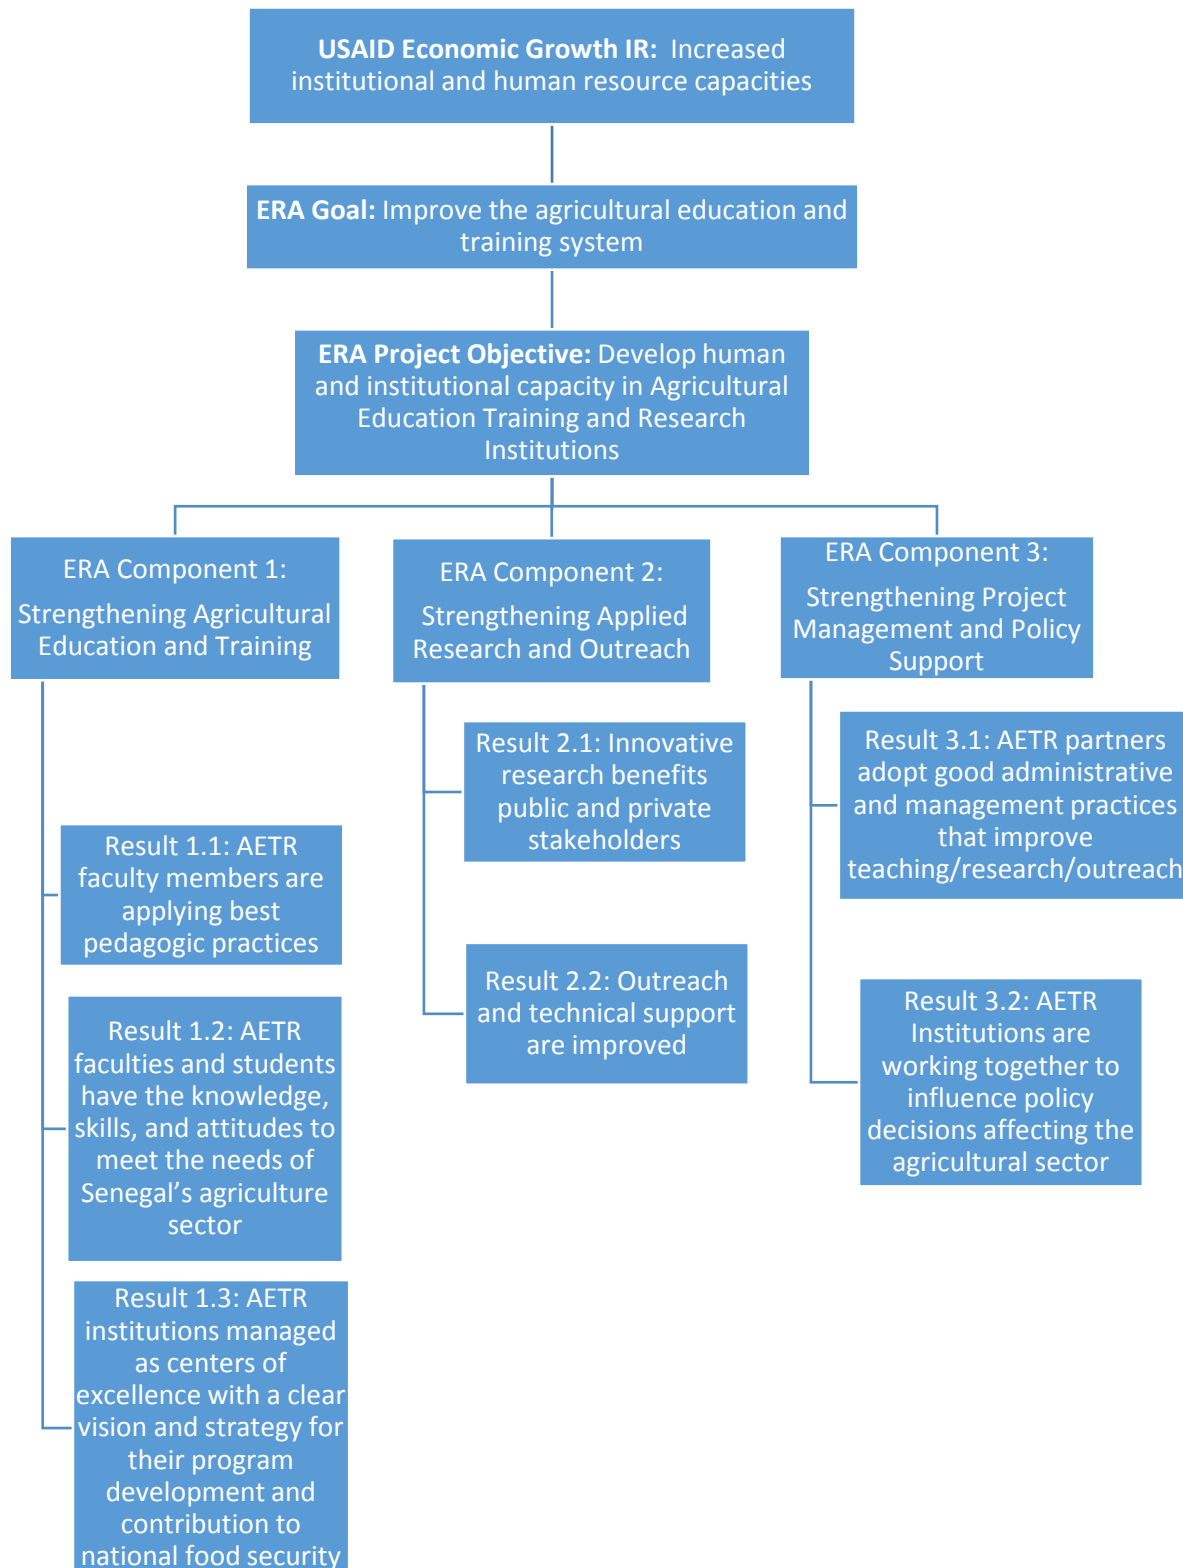 USAID Economic Growth IR:  Increased
institutional and human resource capacities
ERA Goal: Improve the agricultural education and
training system
ERA Project Objective: Develop human
and institutional capacity in Agricultural
Education Training and Research
Institutions
ERA Component 1:
Strengthening Agricultural
Education and Training
Result 1.1: AETR
faculty members are
applying best
pedagogic practices
Result 1.2: AETR
faculties and students
have the knowledge,
skills, and attitudes to
meet the needs of
Senegal’s agriculture
sector
Result 1.3: AETR
institutions managed
as centers of
excellence with a clear
vision and strategy for
their program
development and
contribution to
national food security
ERA Component 2:
Strengthening Applied
Research and Outreach
Result 2.1: Innovative
research benefits
public and private
stakeholders
Result 2.2: Outreach
and technical support
are improved
ERA Component 3:
Strengthening Project
Management and Policy
Support
Result 3.1: AETR partners
adopt good administrative
and management practices
that improve
teaching/research/outreach
Result 3.2: AETR
Institutions are
working together to
influence policy
decisions affecting the
agricultural sector